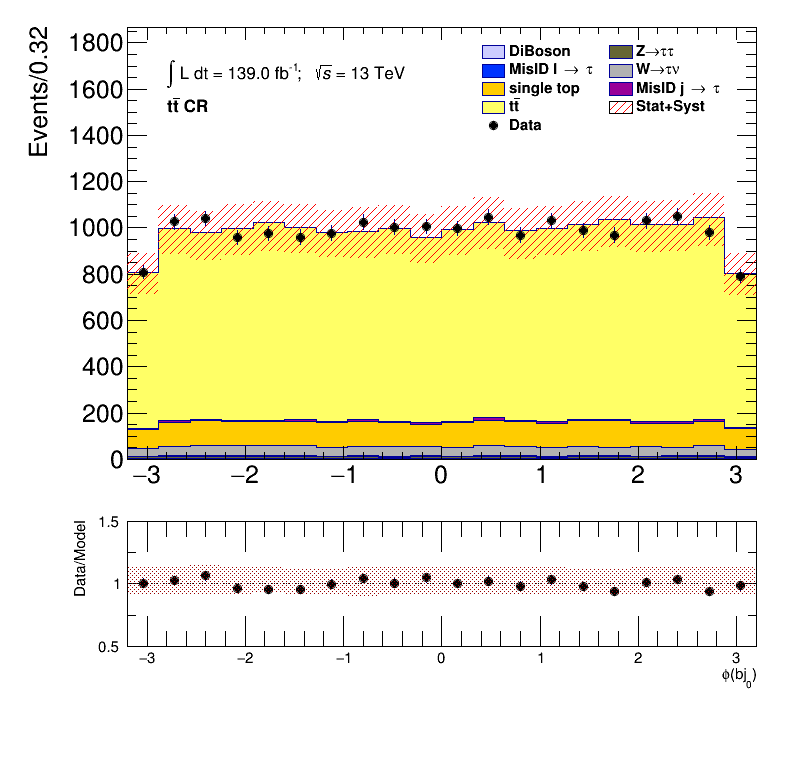 1800
1600
1400
1200
1000
800
600
400
200
0
Events/0.32
∫ L dt = 139.0 fb⁻¹; √s = 13 TeV
tt̄ CR
DiBoson Z→ττ
MisID l → τ W→τν
single top MisID j → τ
tt̄ Stat+Syst
Data
−3 −2 −1 0 1 2 3
1.5
1
0.5
Data/Model
−3 −2 −1 0 1 2 3
ϕ(bj₀)